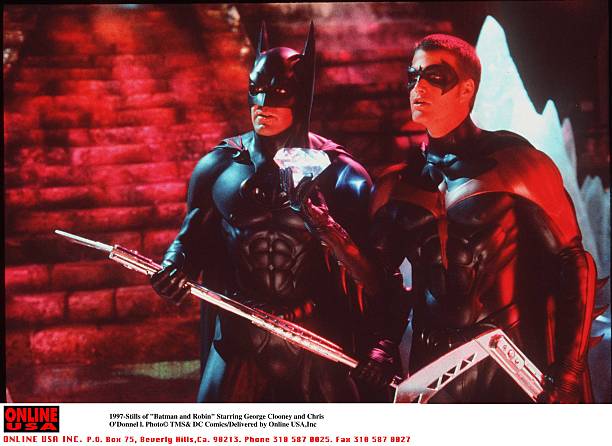 ONLINE
USA
1997-Stills of "Batman and Robin" Starring George Clooney and Chris
O'Donnel l. Photo© TMS& DC Comics/Delivered by Online USA,Inc
ONLINE USA INC. P.O. Box 75, Beverly Hills,Ca. 90213. Phone 310 587 0025. Fax 310 587 0027